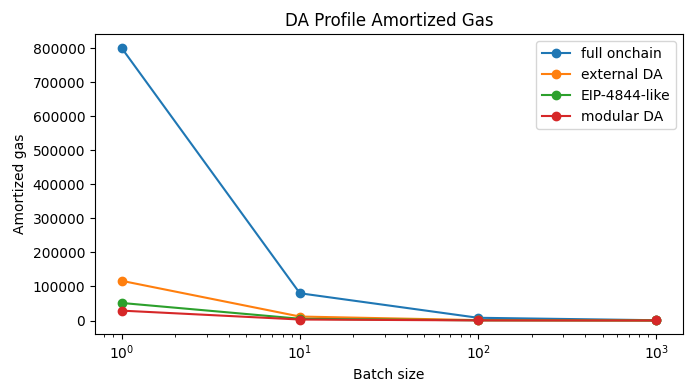 DA Profile Amortized Gas
full onchain
external DA
EIP-4844-like
modular DA
Amortized gas
800000
700000
600000
500000
400000
300000
200000
100000
0
10⁰
10¹
10²
10³
Batch size